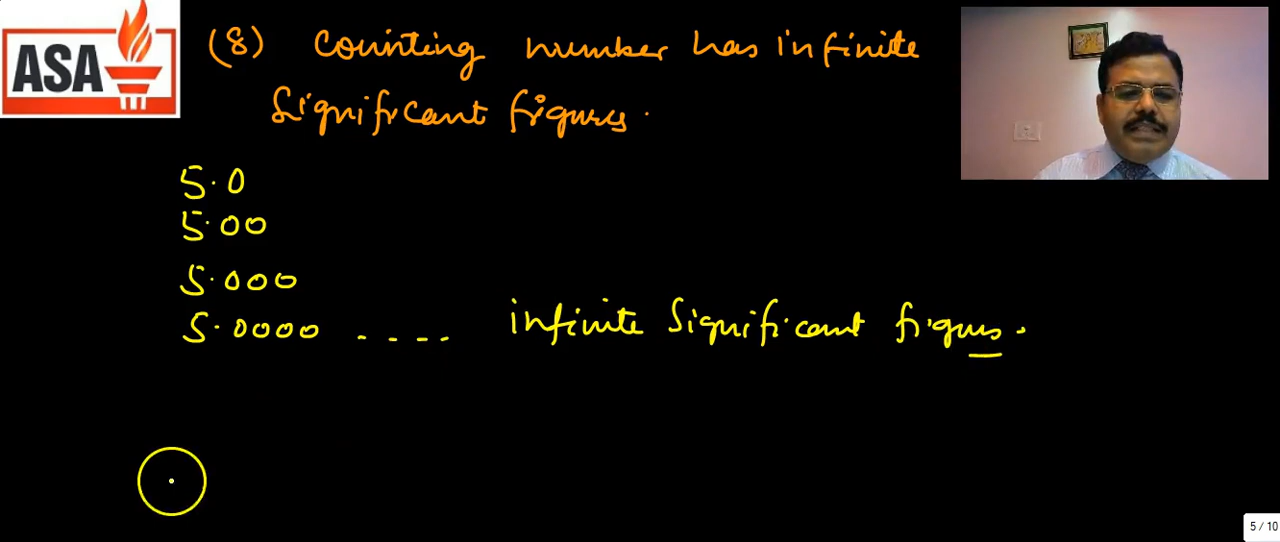 ASA
(8) Counting number has infinite
Significant figures.
5.0
5.00
5.000
5.0000 ---- infinite Significant figures.
5 / 10